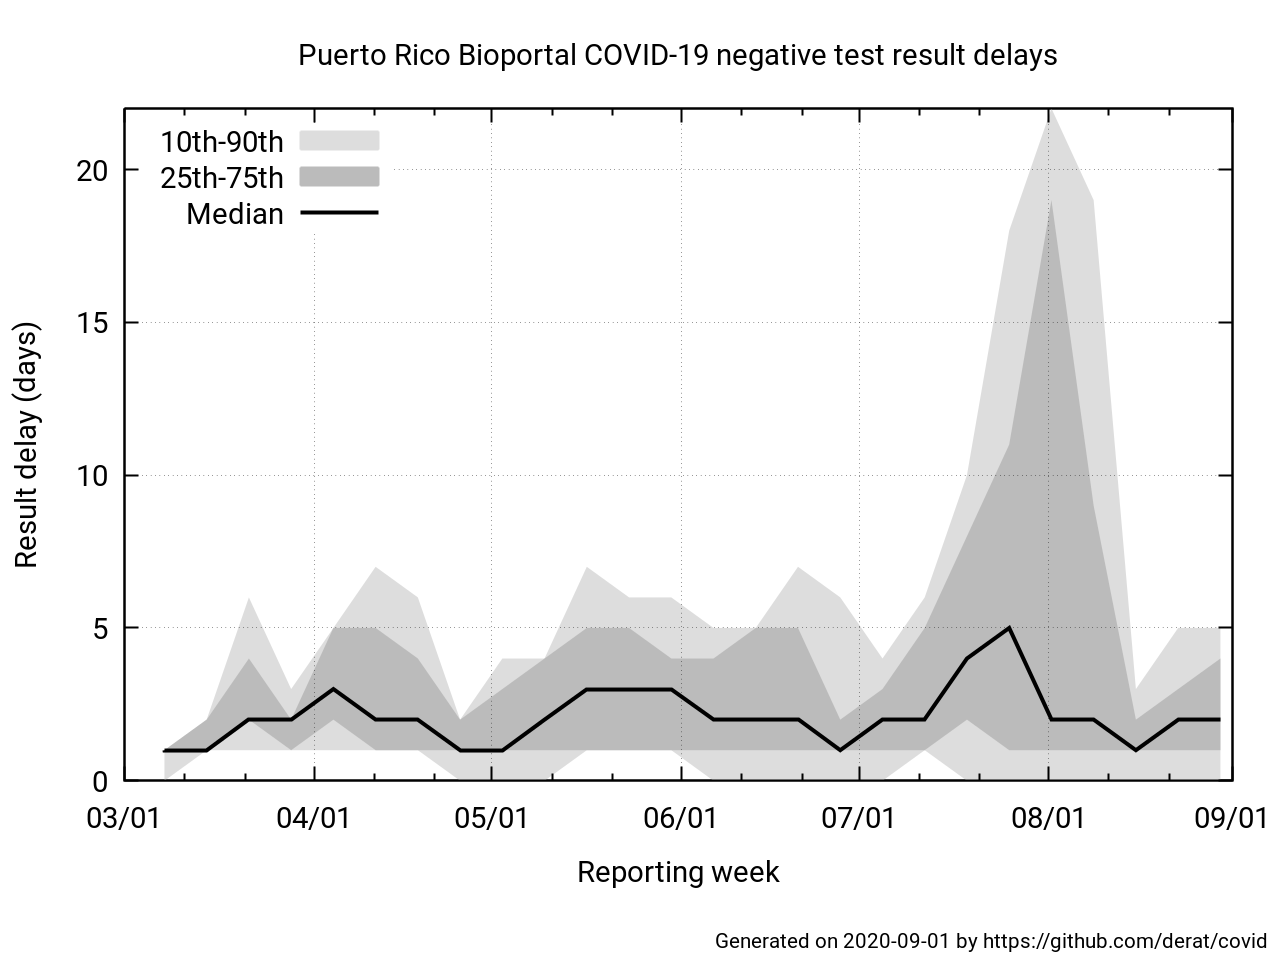 Puerto Rico Bioportal COVID-19 negative test result delays
10th-90th
25th-75th
Median
20
15
10
5
0
Result delay (days)
03/01 04/01 05/01 06/01 07/01 08/01 09/01
Reporting week
Generated on 2020-09-01 by https://github.com/derat/covid